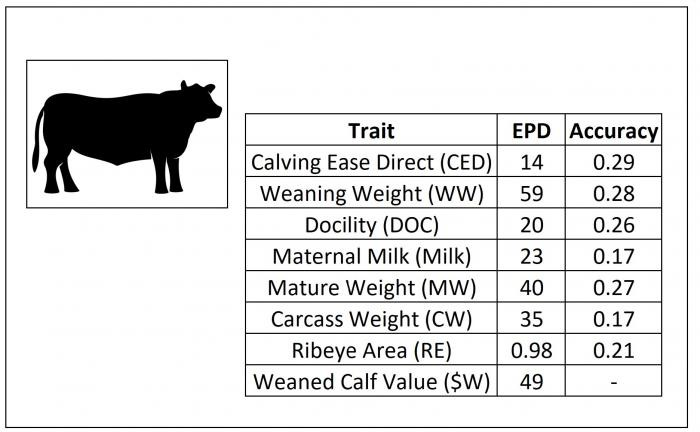 Trait EPD Accuracy
Calving Ease Direct (CED) 14 0.29
Weaning Weight (WW) 59 0.28
Docility (DOC) 20 0.26
Maternal Milk (Milk) 23 0.17
Mature Weight (MW) 40 0.27
Carcass Weight (CW) 35 0.17
Ribeye Area (RE) 0.98 0.21
Weaned Calf Value ($W) 49 -